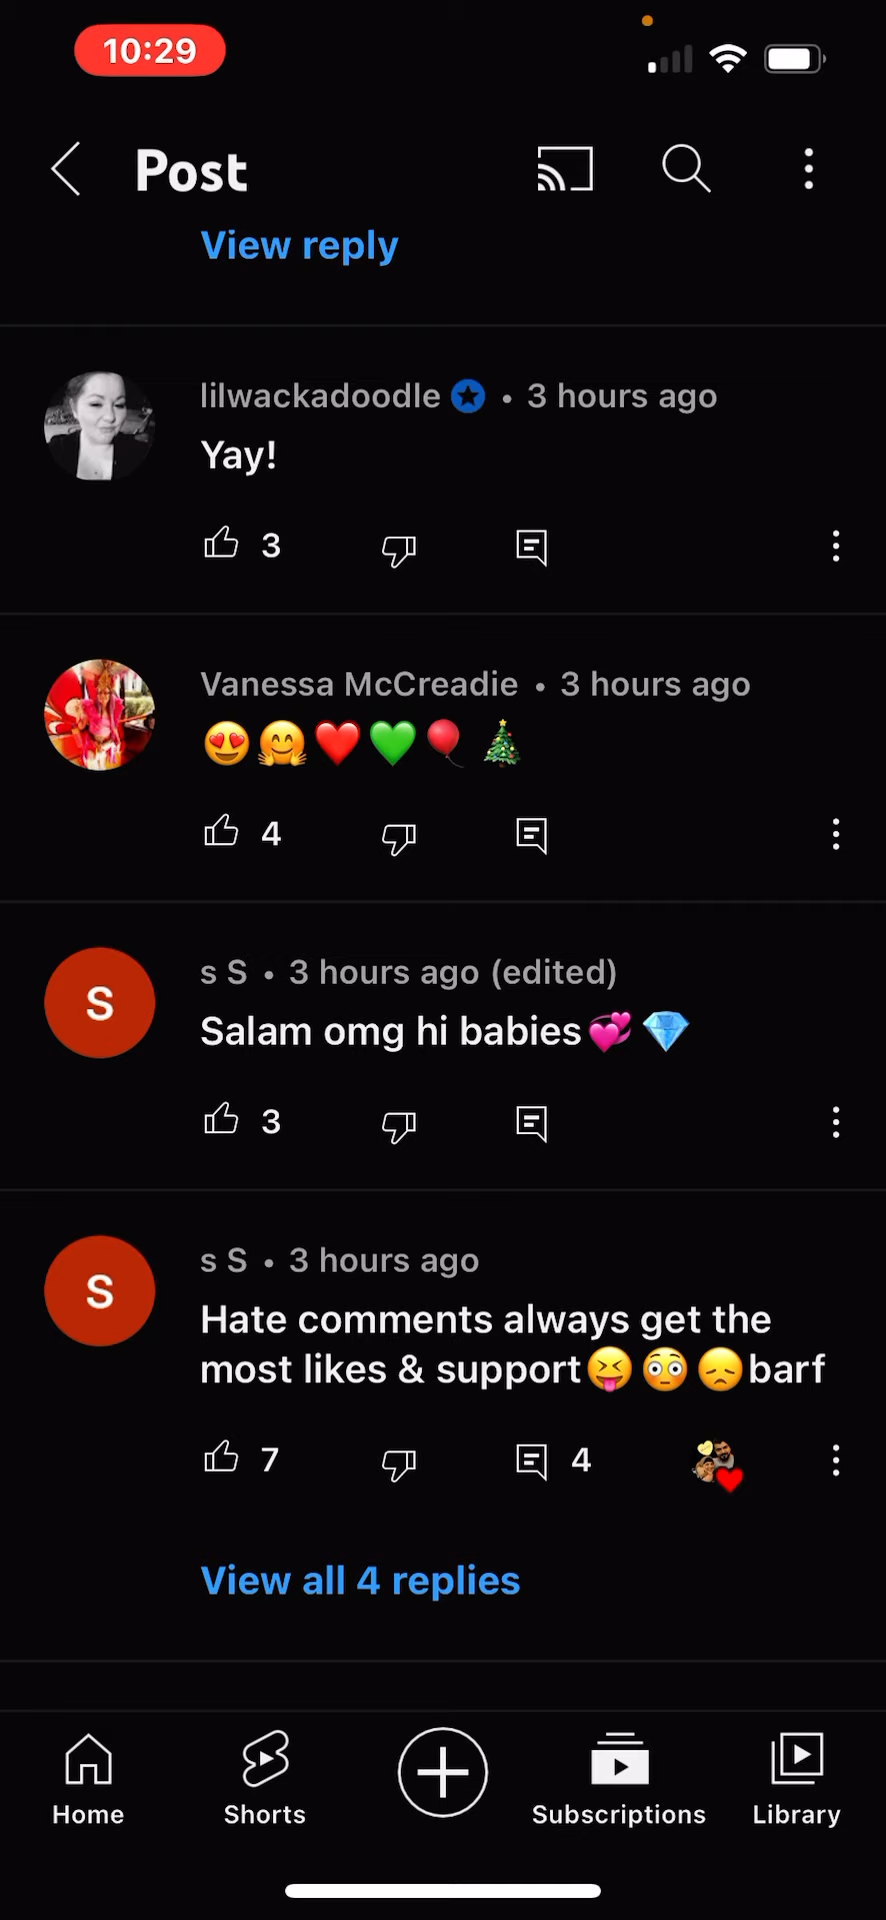 10:29
Post
View reply
lilwackadoodle • 3 hours ago
Yay!
3
Vanessa McCreadie • 3 hours ago
😍🤗❤️💚🎈🎄
4
s S • 3 hours ago (edited)
S
Salam omg hi babies💞💎
3
s S • 3 hours ago
S
Hate comments always get the
most likes & support😝😳😞barf
7 4
View all 4 replies
Home Shorts Subscriptions Library